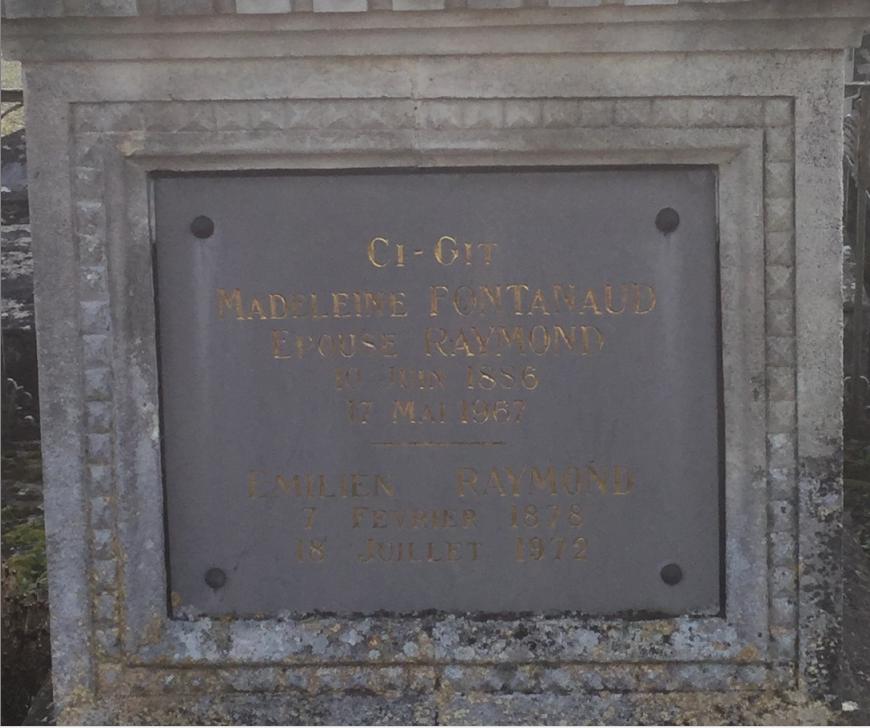 CI-GIT
MADELEINE FONTANAUD
EPOUSE RAYMOND
10 JUIN 1886
17 MAI 1967
EMILIEN RAYMOND
7 FEVRIER 1878
18 JUILLET 1972